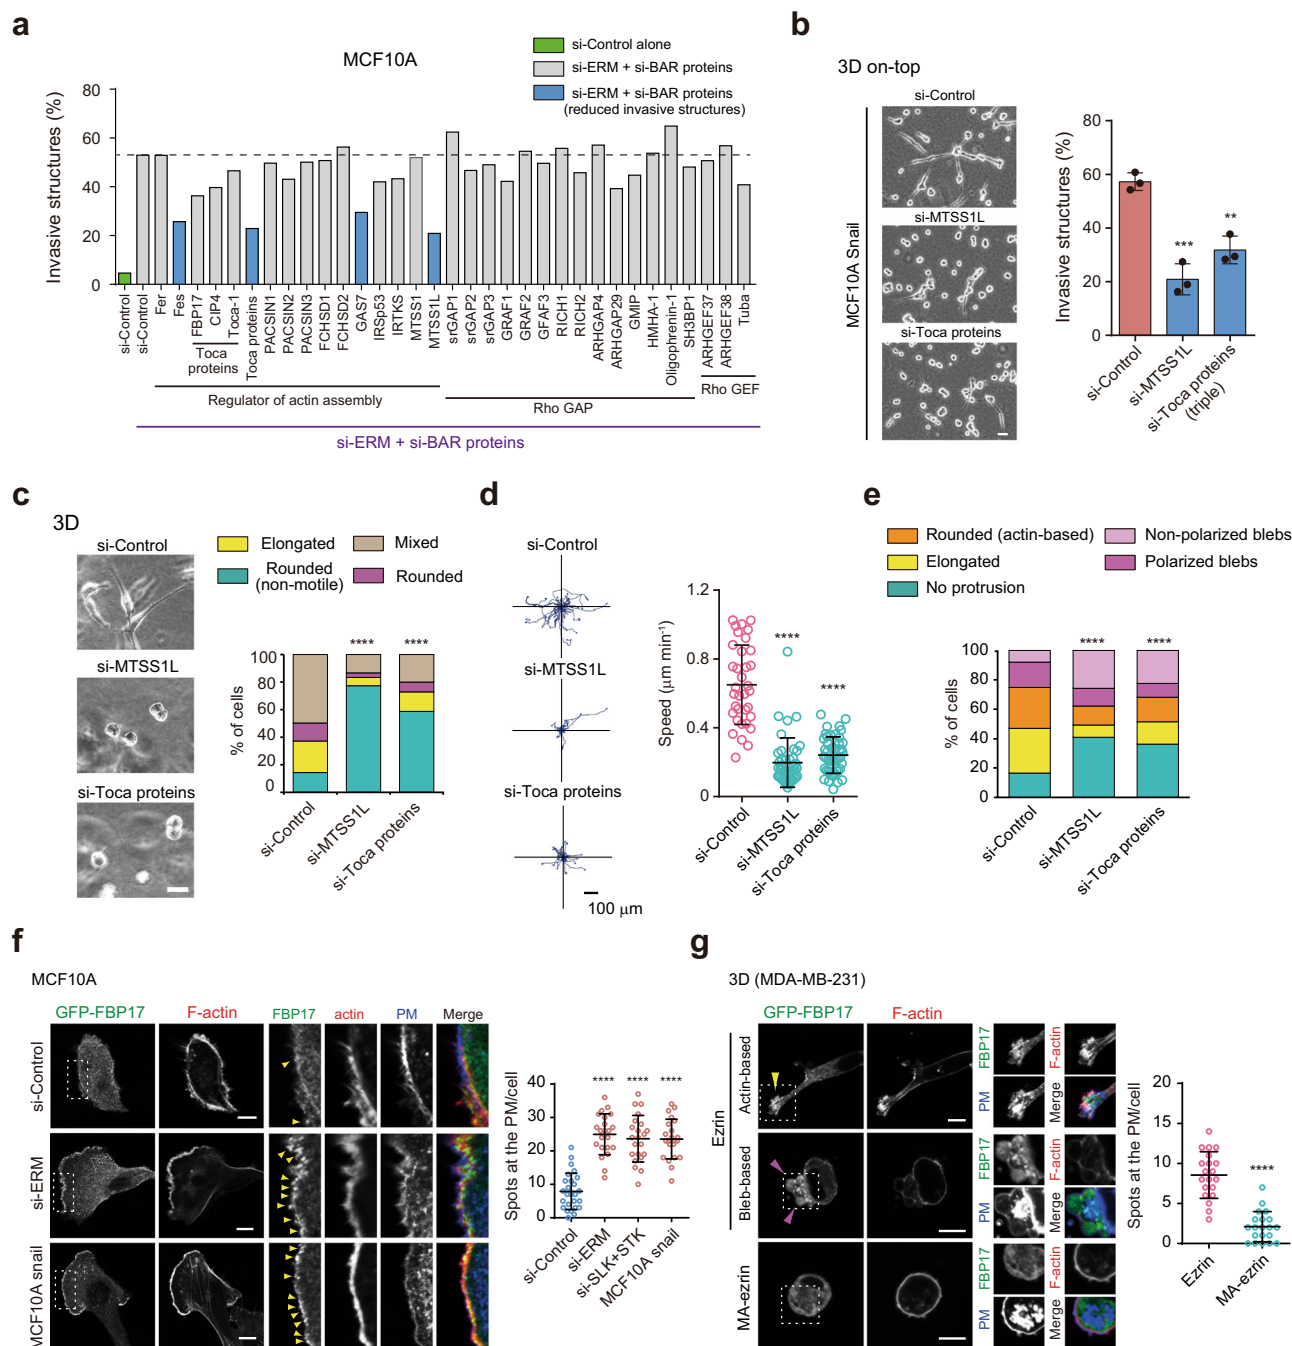 a
MCF10A
si-Control alone
si-ERM + si-BAR proteins
si-ERM + si-BAR proteins
(reduced invasive structures)
Invasive structures (%)
80
60
40
20
0
si-Control
si-Control
Fer
Fes
FBP17
CIP4
Toca-1
Toca proteins
PACSIN1
PACSIN2
PACSIN3
FCHSD1
FCHSD2
GAS7
IRSp53
IRTKS
MTSS1
MTSS1L
srGAP1
srGAP2
srGAP3
GRAF1
GRAF2
GFAF3
RICH1
RICH2
ARHGAP4
ARHGAP29
GMIP
HMHA-1
Oligophrenin-1
SH3BP1
ARHGEF37
ARHGEF38
Tuba
Toca
proteins
Regulator of actin assembly
Rho GAP
Rho GEF
si-ERM + si-BAR proteins
b
3D on-top
MCF10A Snail
si-Control
si-MTSS1L
si-Toca proteins
Invasive structures (%)
80
60
40
20
0
***
**
si-Control
si-MTSS1L
si-Toca proteins
(triple)
c
3D
si-Control
si-MTSS1L
si-Toca proteins
Elongated
Mixed
Rounded
(non-motile)
Rounded
% of cells
100
80
60
40
20
0
****
****
si-Control
si-MTSS1L
si-Toca proteins
d
si-Control
si-MTSS1L
si-Toca proteins
100 μm
Speed (μm min-1)
1.2
0.8
0.4
0
****
****
si-Control
si-MTSS1L
si-Toca proteins
e
Rounded (actin-based)
Non-polarized blebs
Elongated
Polarized blebs
No protrusion
% of cells
100
80
60
40
20
0
****
****
si-Control
si-MTSS1L
si-Toca proteins
f
MCF10A
GFP-FBP17
F-actin
FBP17
actin
PM
Merge
si-Control
si-ERM
MCF10A snail
Spots at the PM/cell
40
30
20
10
0
****
****
****
si-Control
si-ERM
si-SLK+STK
MCF10A snail
g
3D (MDA-MB-231)
GFP-FBP17
F-actin
Ezrin
Actin-based
Bleb-based
MA-ezrin
FBP17
F-actin
PM
Merge
FBP17
F-actin
PM
Merge
FBP17
F-actin
PM
Merge
Spots at the PM/cell
20
15
10
5
0
****
Ezrin
MA-ezrin